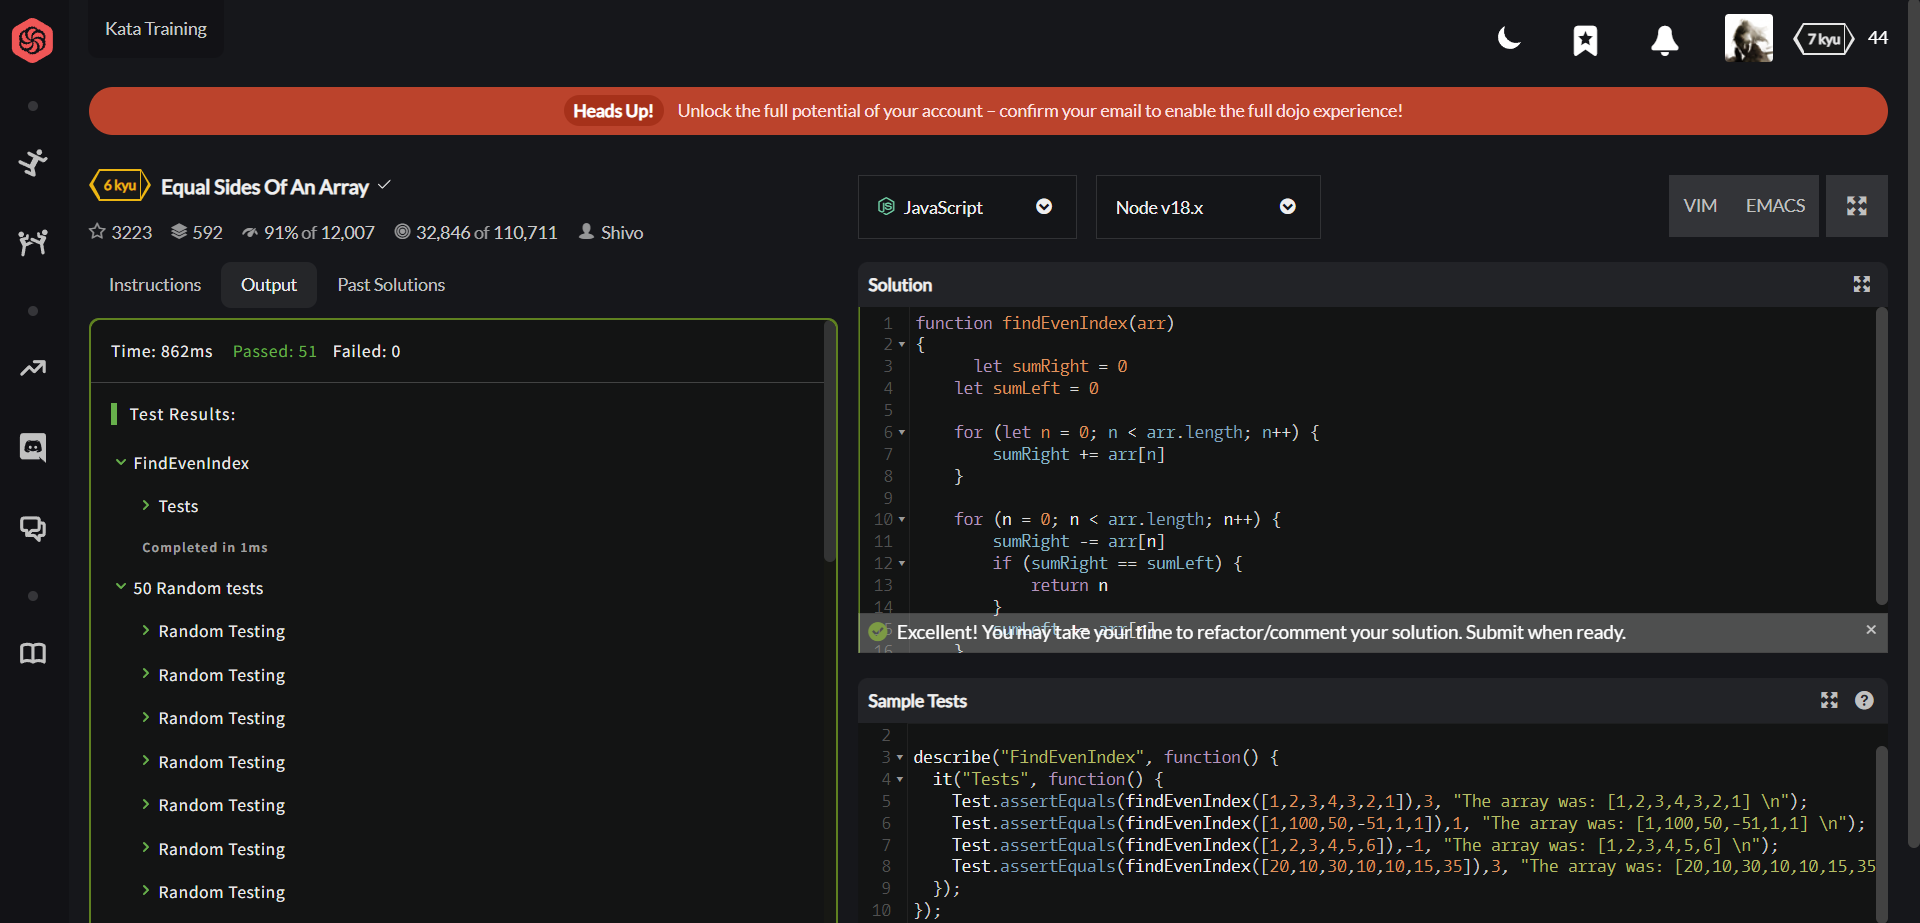 Kata Training
7 kyu 44
Heads Up! Unlock the full potential of your account – confirm your email to enable the full dojo experience!
6 kyu Equal Sides Of An Array
3223 592 91% of 12,007 32,846 of 110,711 Shivo
JavaScript Node v18.x VIM EMACS
Instructions Output Past Solutions
Time: 862ms Passed: 51 Failed: 0
Test Results:
FindEvenIndex
Tests
Completed in 1ms
50 Random tests
Random Testing
Random Testing
Random Testing
Random Testing
Random Testing
Random Testing
Random Testing
Solution
1 function findEvenIndex(arr)
2 {
3 let sumRight = 0
4 let sumLeft = 0
5
6 for (let n = 0; n < arr.length; n++) {
7 sumRight += arr[n]
8 }
9
10 for (n = 0; n < arr.length; n++) {
11 sumRight -= arr[n]
12 if (sumRight == sumLeft) {
13 return n
14 }
Excellent! You may take your time to refactor/comment your solution. Submit when ready.
16 }
Sample Tests
2
3 describe("FindEvenIndex", function() {
4 it("Tests", function() {
5 Test.assertEquals(findEvenIndex([1,2,3,4,3,2,1]),3, "The array was: [1,2,3,4,3,2,1] \n");
6 Test.assertEquals(findEvenIndex([1,100,50,-51,1,1]),1, "The array was: [1,100,50,-51,1,1] \n");
7 Test.assertEquals(findEvenIndex([1,2,3,4,5,6]),-1, "The array was: [1,2,3,4,5,6] \n");
8 Test.assertEquals(findEvenIndex([20,10,30,10,10,15,35]),3, "The array was: [20,10,30,10,10,15,35
9 });
10 });